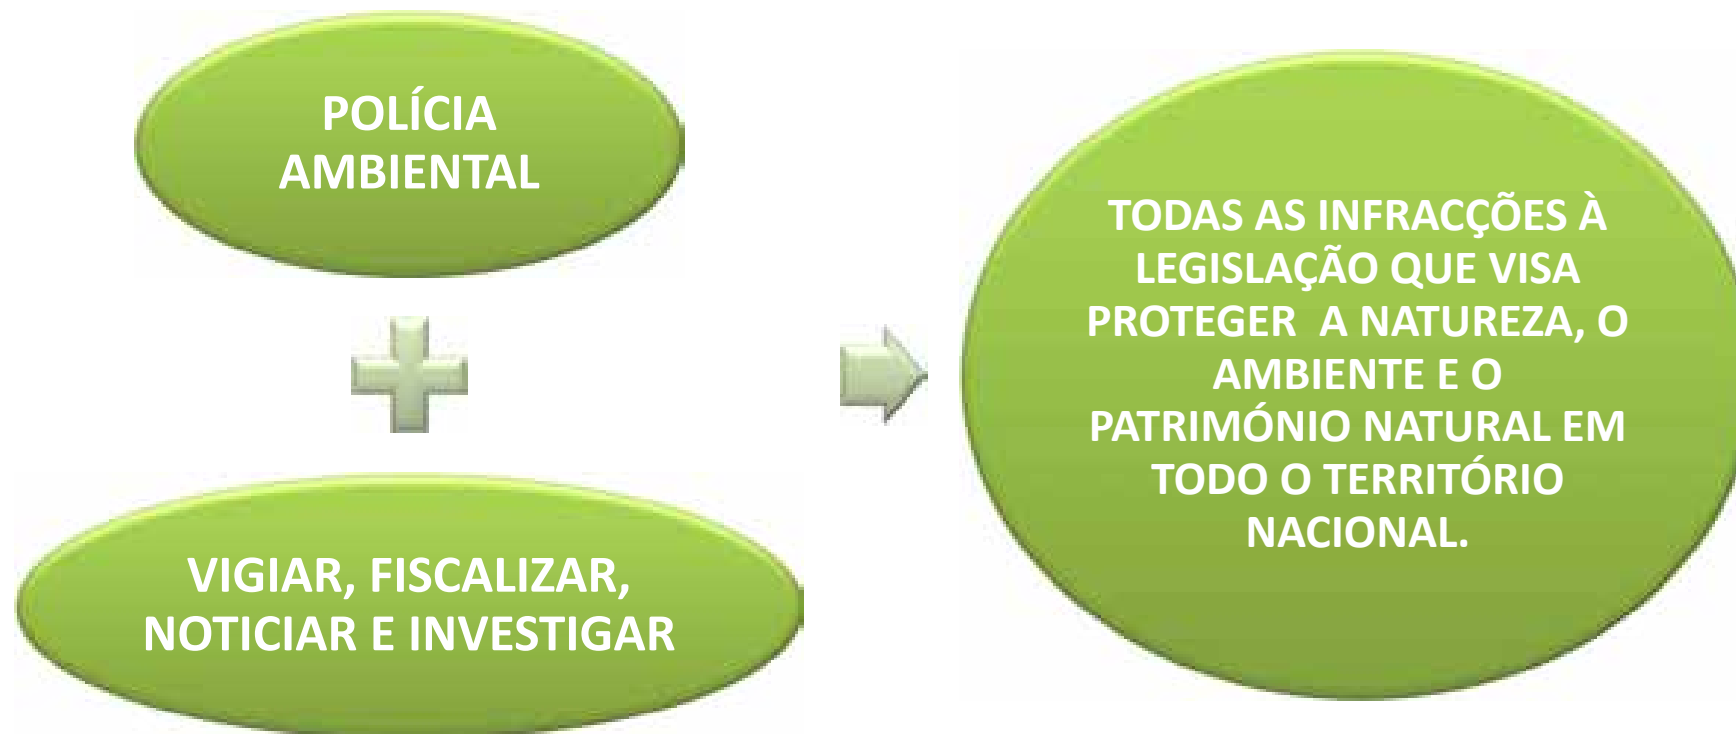 POLÍCIA
AMBIENTAL
VIGIAR, FISCALIZAR,
NOTICIAR E INVESTIGAR
TODAS AS INFRACÇÕES À
LEGISLAÇÃO QUE VISA
PROTEGER  A NATUREZA, O
AMBIENTE E O
PATRIMÓNIO NATURAL EM
TODO O TERRITÓRIO
NACIONAL.